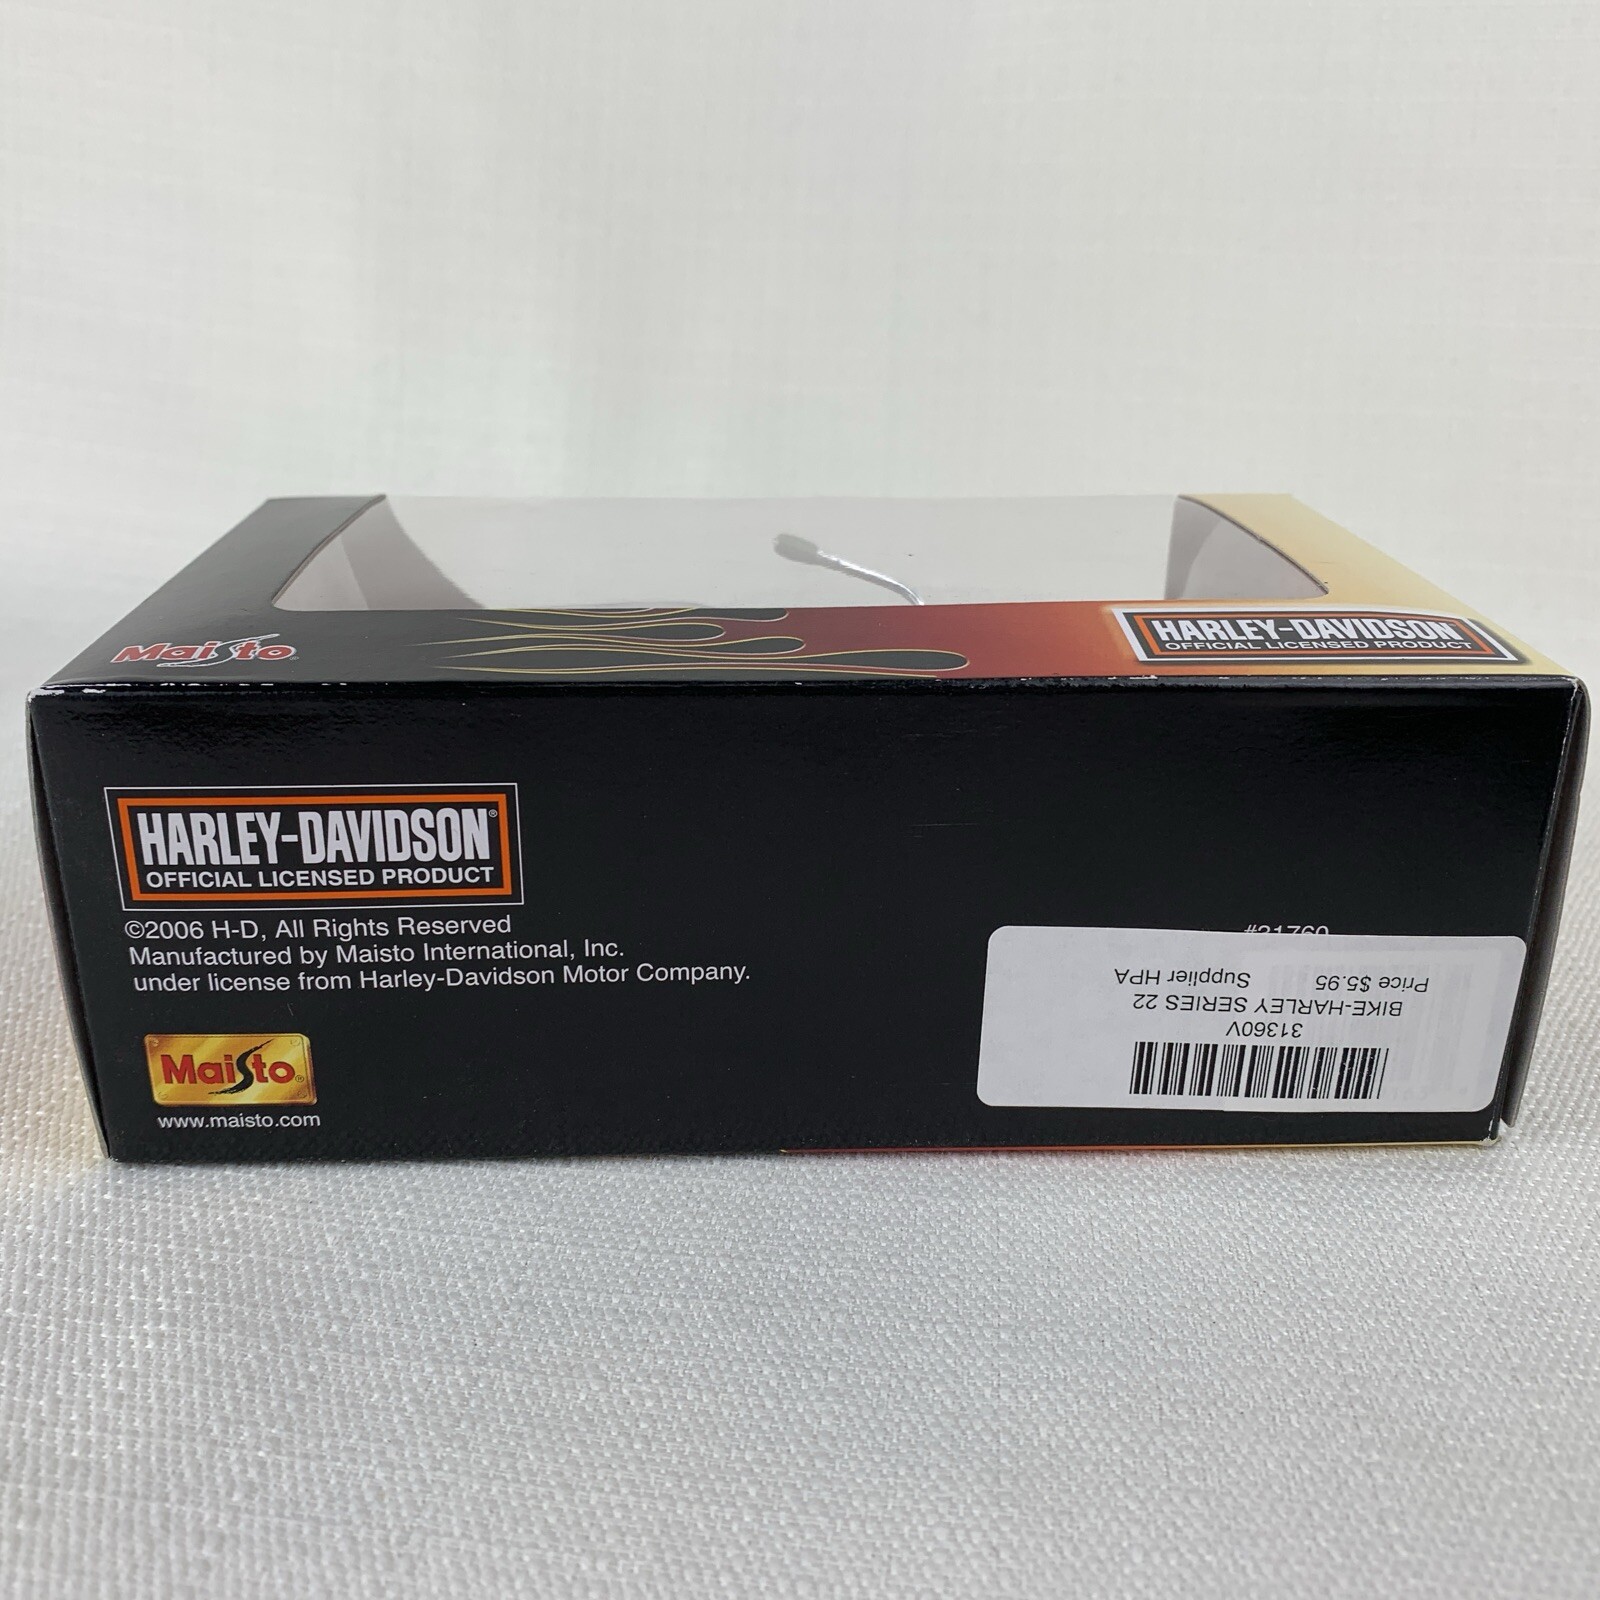 Maisto®
HARLEY-DAVIDSON
OFFICIAL LICENSED PRODUCT
HARLEY-DAVIDSON®
OFFICIAL LICENSED PRODUCT
©2006 H-D, All Rights Reserved
Manufactured by Maisto International, Inc.
under license from Harley-Davidson Motor Company.
Maisto®
www.maisto.com
31360V
BIKE-HARLEY SERIES 22
Price $5.95 Supplier HPA